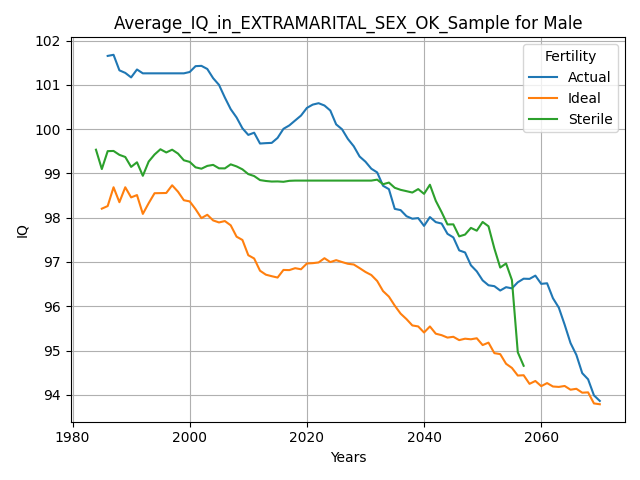 Average_IQ_in_EXTRAMARITAL_SEX_OK_Sample for Male
Fertility
Actual
Ideal
Sterile
IQ
102
101
100
99
98
97
96
95
94
1980
2000
2020
2040
2060
Years